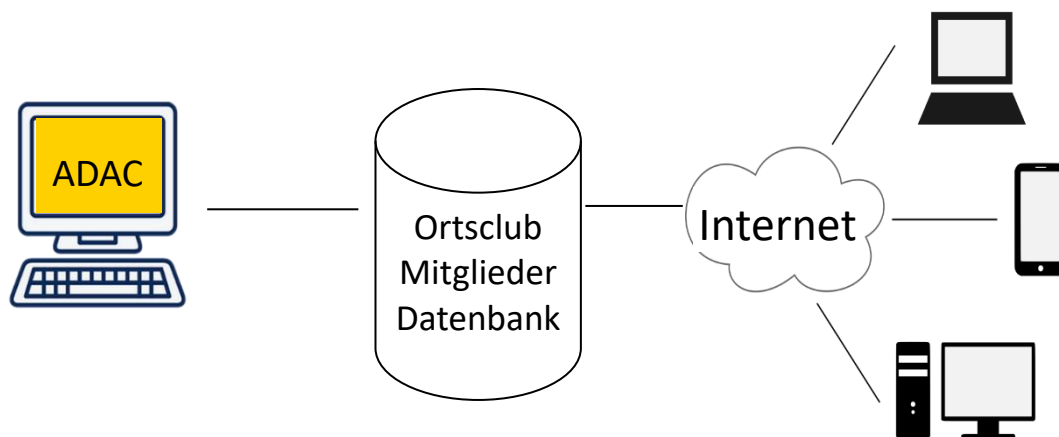 ADAC
Ortsclub
Mitglieder
Datenbank
Internet